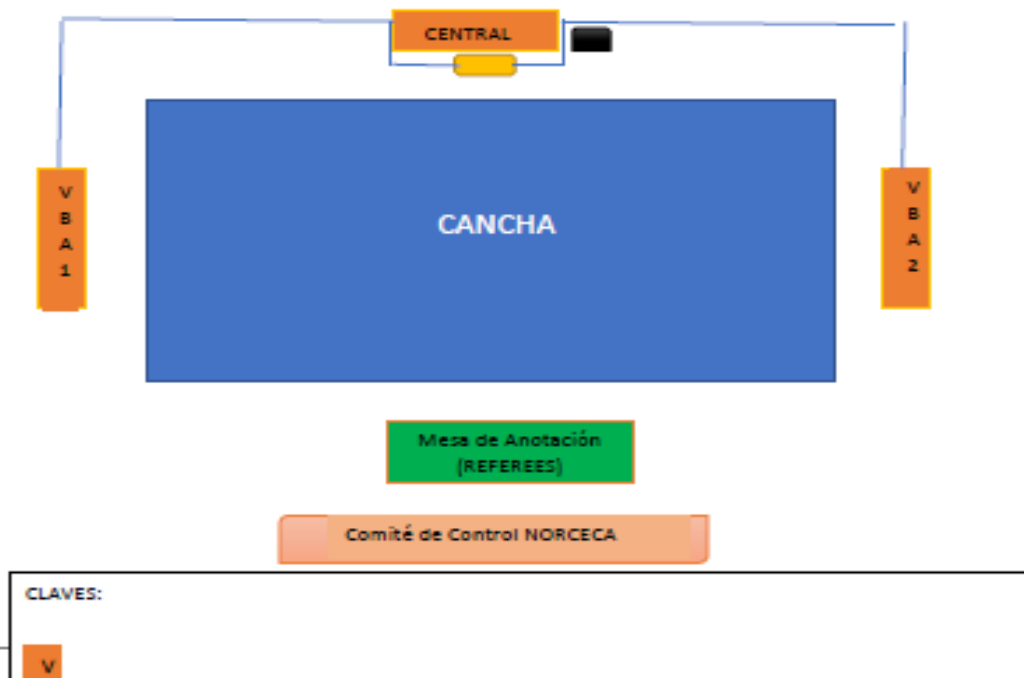 CENTRAL
V
B
A
1
CANCHA
V
B
A
2
Mesa de Anotación
(REFEREES)
Comité de Control NORCECA
CLAVES:
V